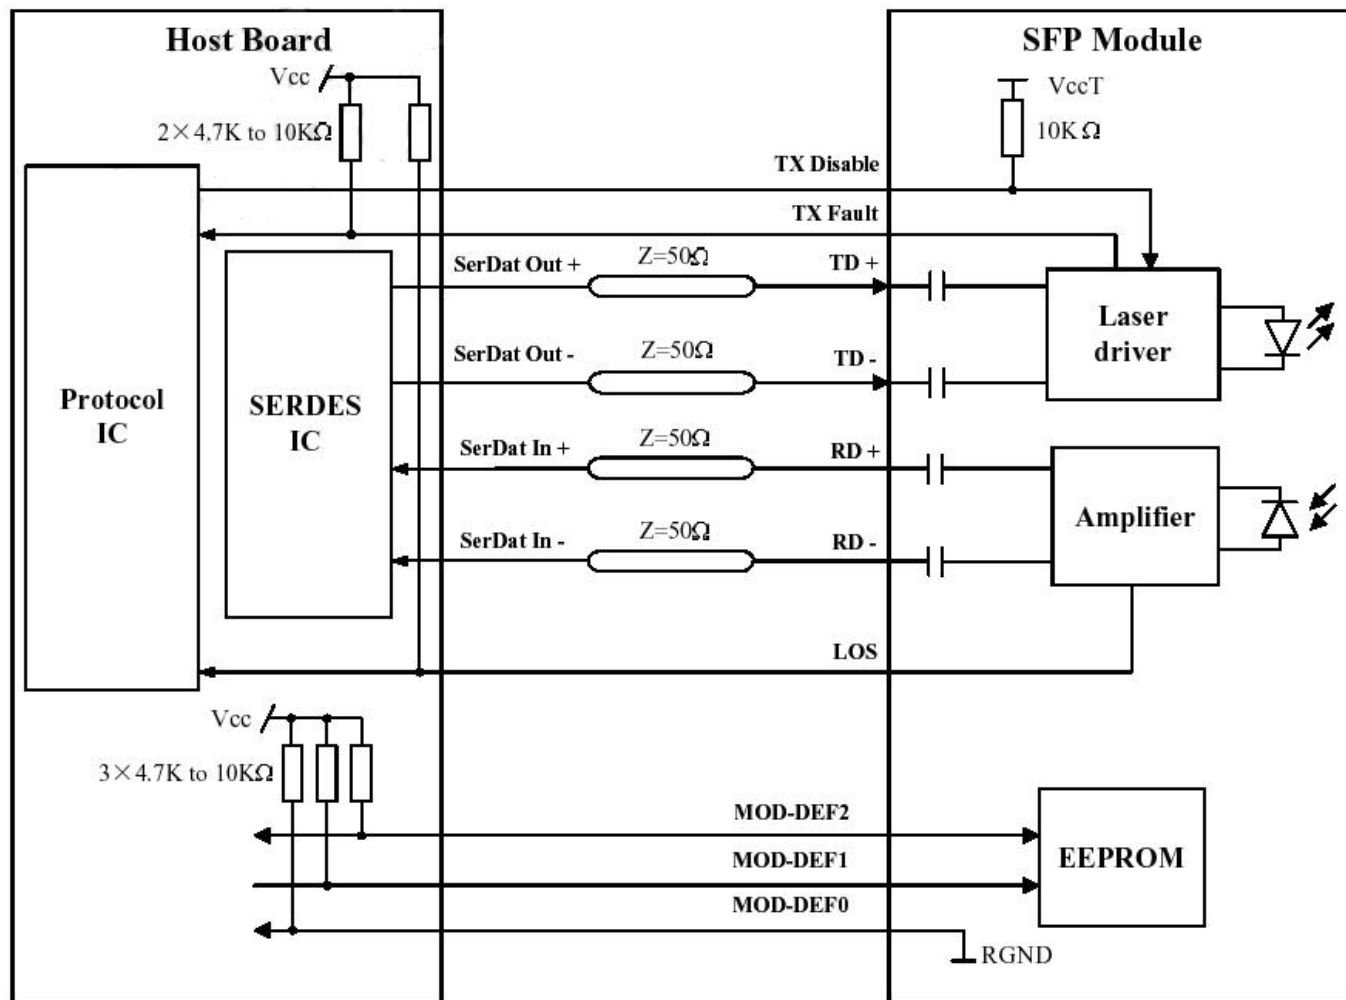 Host Board
SFP Module
Vcc
VccT
2×4.7K to 10KΩ
10KΩ
TX Disable
TX Fault
SerDat Out +
Z=50Ω
TD +
SerDat Out -
Z=50Ω
TD -
Laser
driver
Protocol
IC
SERDES
IC
SerDat In +
Z=50Ω
RD +
SerDat In -
Z=50Ω
RD -
Amplifier
LOS
Vcc
3×4.7K to 10KΩ
MOD-DEF2
MOD-DEF1
MOD-DEF0
EEPROM
RGND